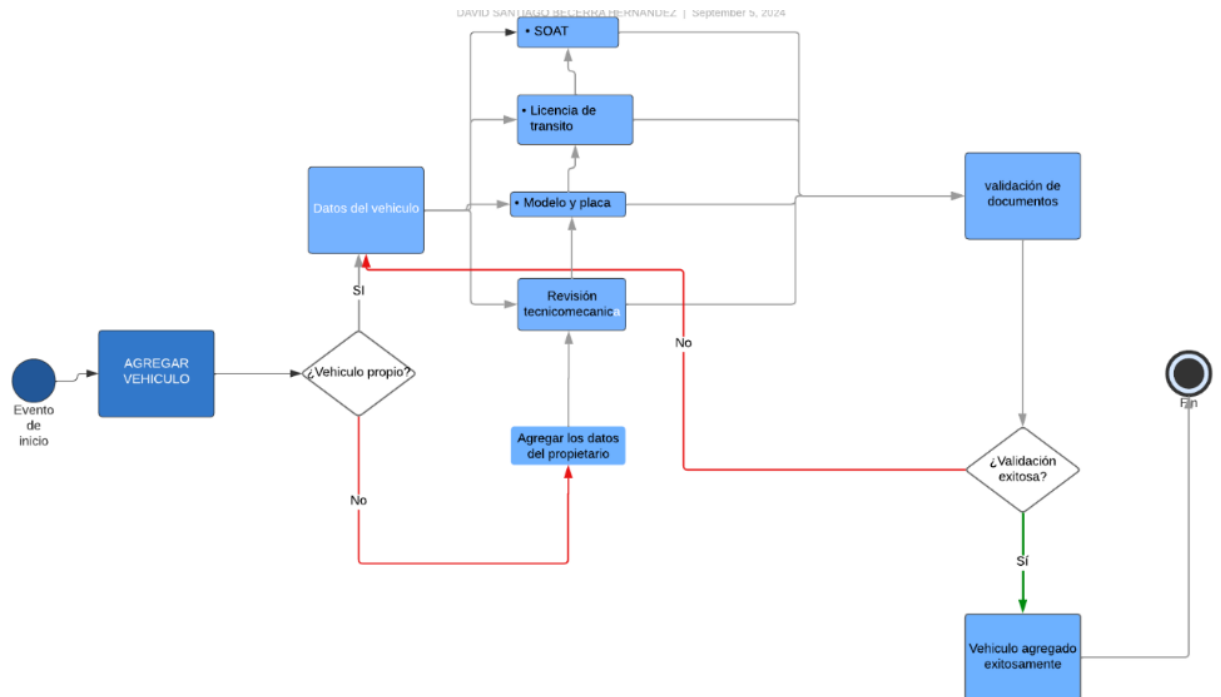 DAVID SANTIAGO BECERRA HERNANDEZ | September 5, 2024
• SOAT
• Licencia de
transito
Datos del vehiculo
• Modelo y placa
validación de
documentos
SI
Revisión
tecnicomecanica
No
AGREGAR
VEHICULO
¿Vehiculo propio?
Evento
de
inicio
Fin
Agregar los datos
del propietario
¿Validación
exitosa?
No
Sí
Vehiculo agregado
exitosamente